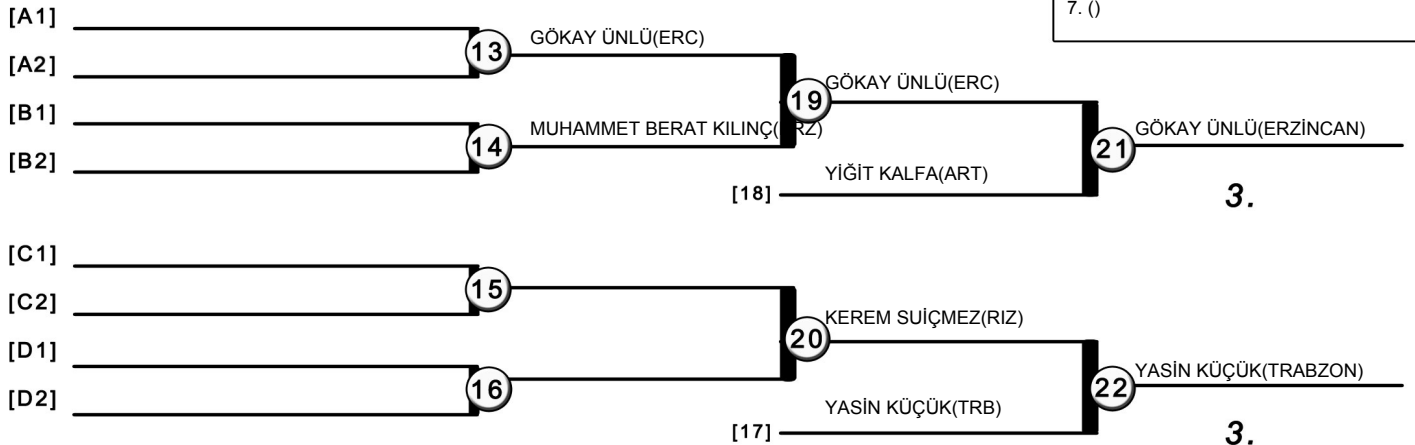 7. ()
[A1]
[A2]
[B1]
[B2]
13
GÖKAY ÜNLÜ(ERC)
14
MUHAMMET BERAT KILINÇ( RZ)
19
GÖKAY ÜNLÜ(ERC)
[18]
YİĞİT KALFA(ART)
21
GÖKAY ÜNLÜ(ERZİNCAN)
3.
[C1]
[C2]
[D1]
[D2]
15
16
20
KEREM SUİÇMEZ(RIZ)
[17]
YASİN KÜÇÜK(TRB)
22
YASİN KÜÇÜK(TRABZON)
3.